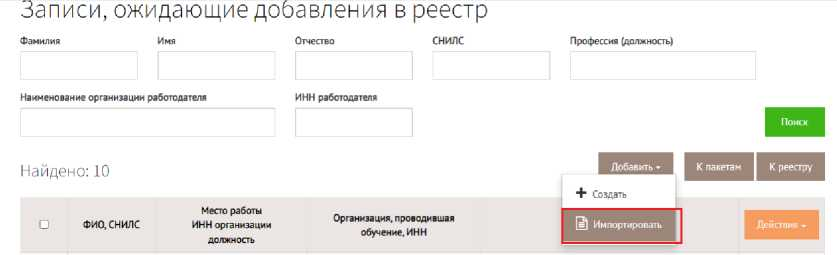 Записи, ожидающие добавления в реестр
Фамилия Имя Отчество СНИЛС Профессия (должность)
Наименование организации работодателя ИНН работодателя
Поиск
Найдено: 10 Добавить К пакетам К реестру
Создать
Импортировать
ФИО, СНИЛС
Место работы
ИНН организации
должность
Организация, проводившая
обучение, ИНН
Действия